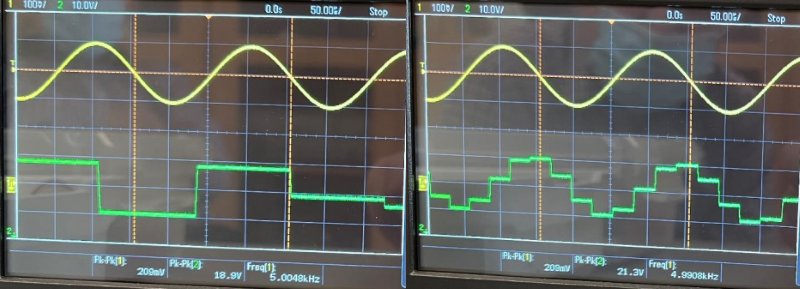 1 100%/ 2 10.0V/ 0.0s 50.00%/ Stop
Pk-Pk(1): Pk-Pk(2): Freq(1):
209mV 18.9V 5.0048kHz
1 100%/ 2 10.0V/ 0.0s 50.00%/ Stop
Pk-Pk(1): Pk-Pk(2): Freq(1):
209mV 21.3V 4.9908kHz